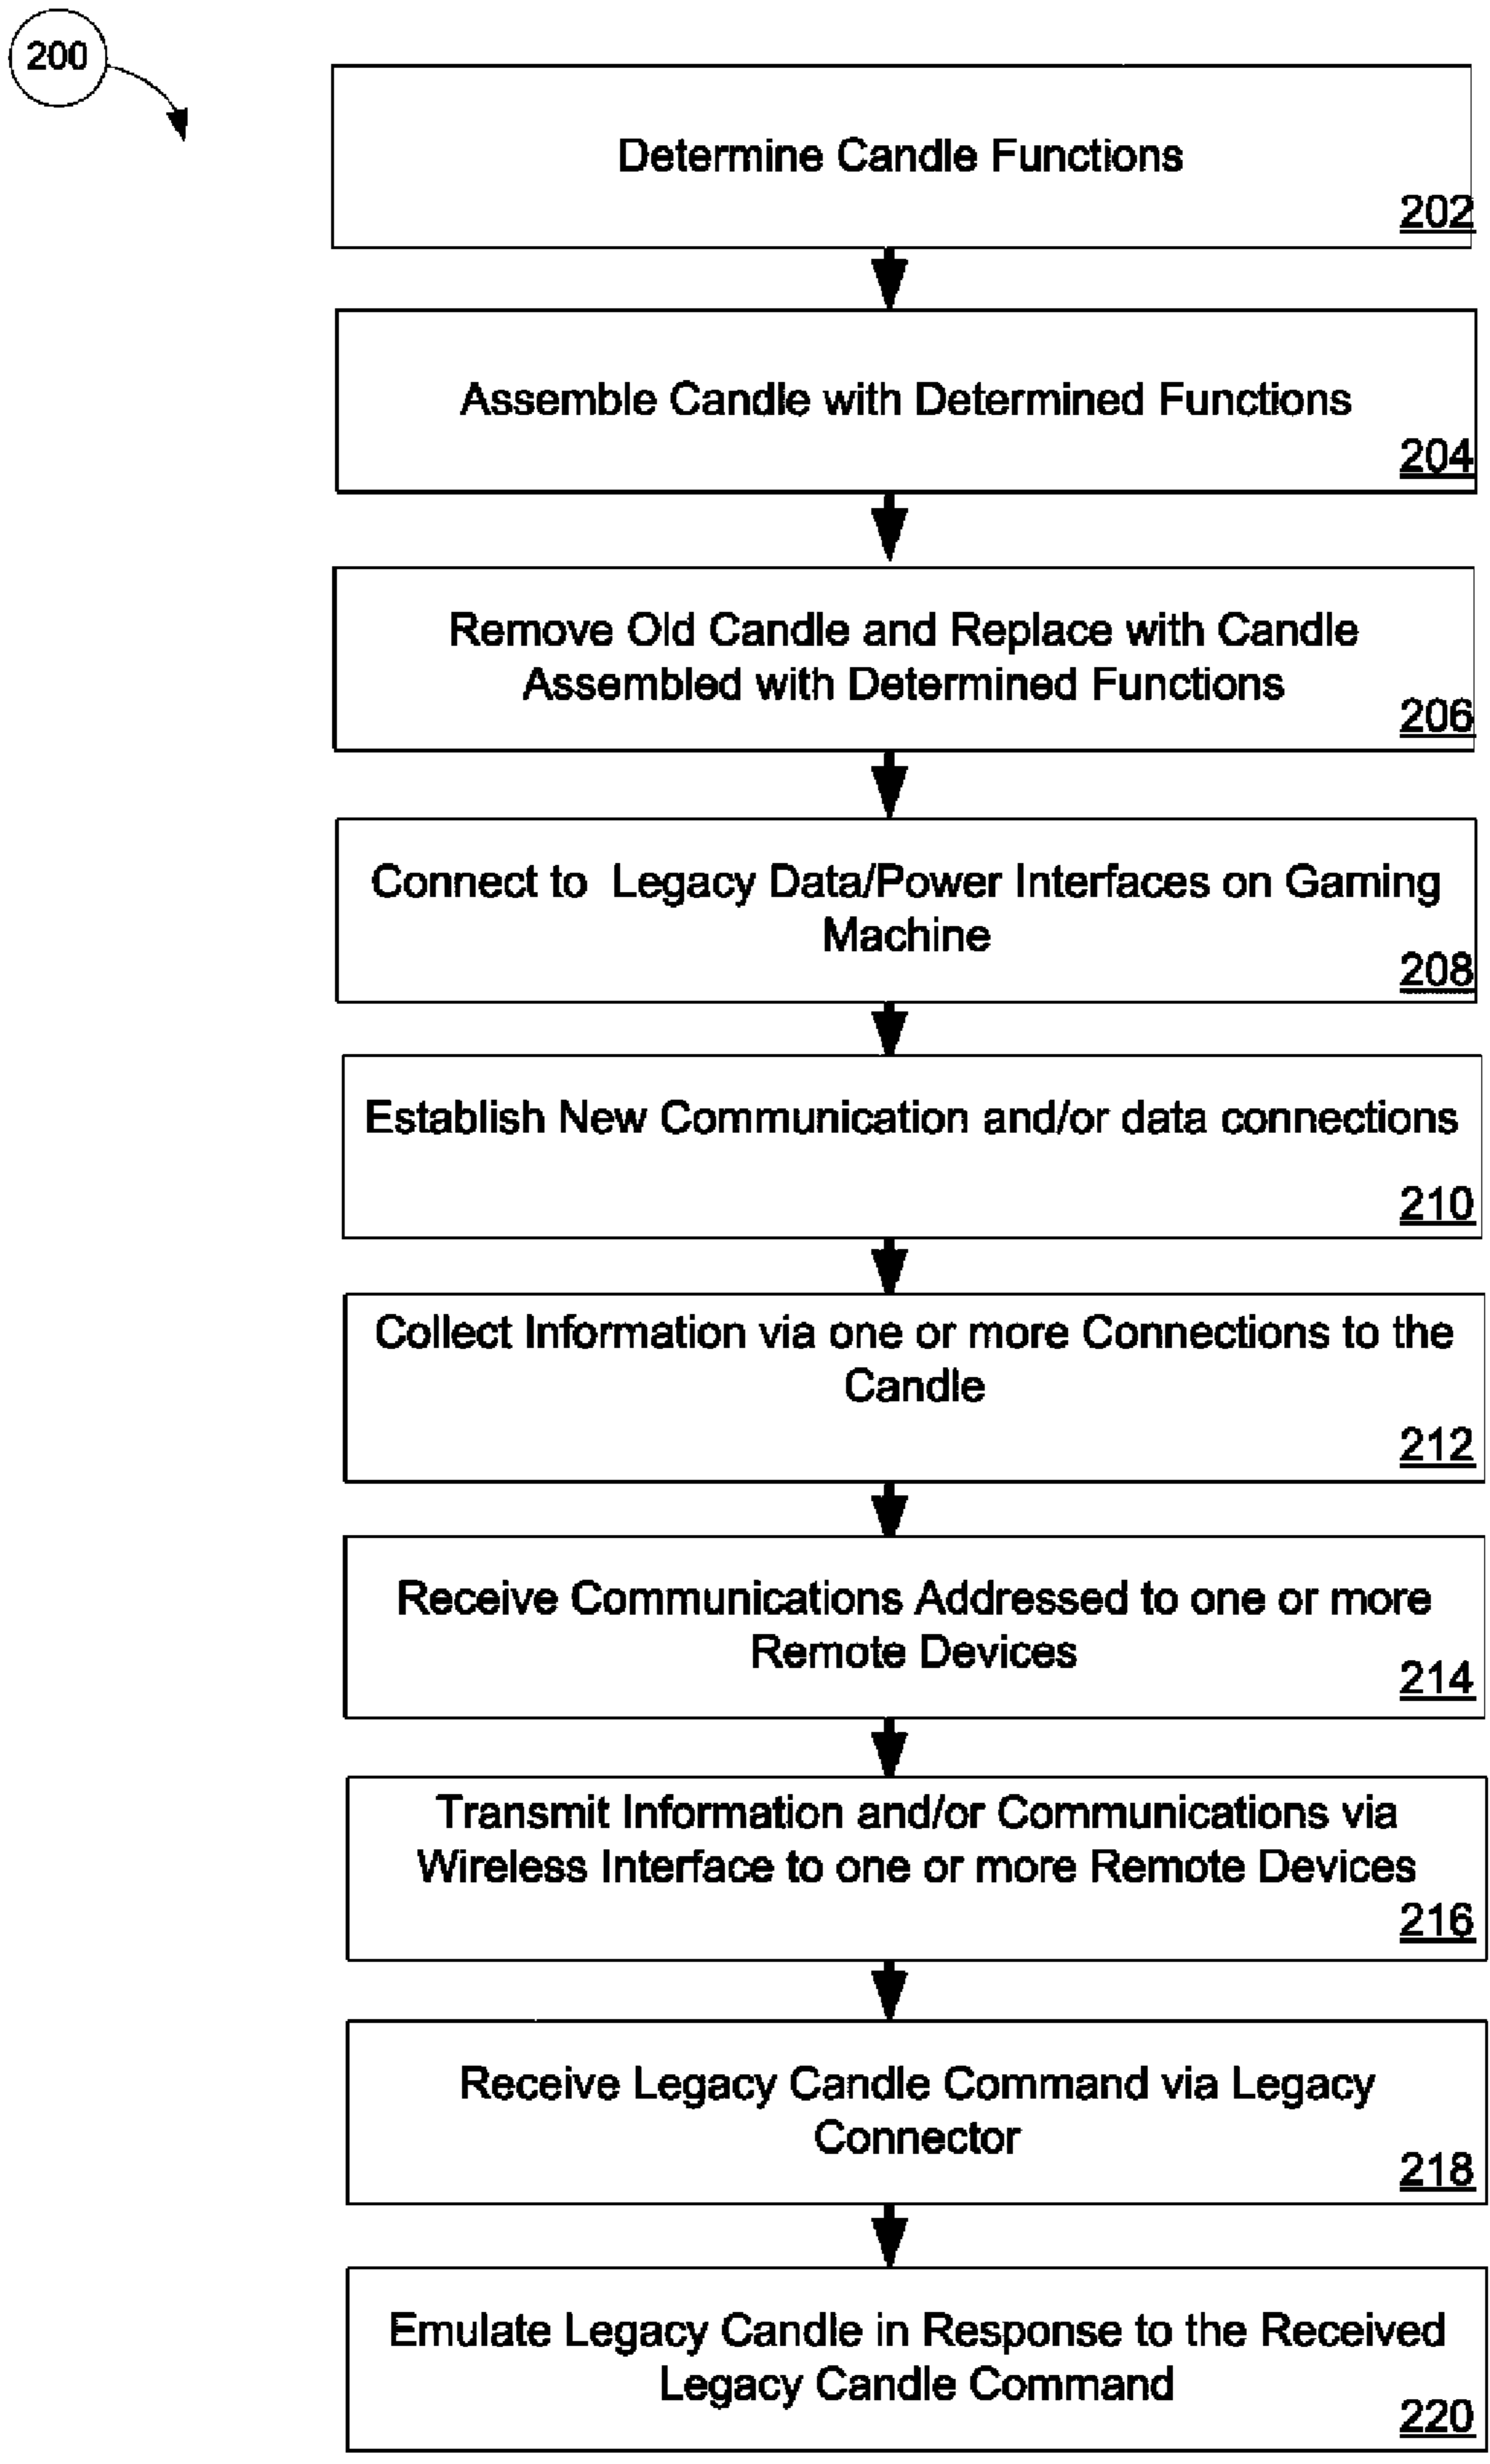 200
Determine Candle Functions
202
Assemble Candle with Determined Functions
204
Remove Old Candle and Replace with Candle
Assembled with Determined Functions
206
Connect to Legacy Data/Power Interfaces on Gaming
Machine
208
Establish New Communication and/or data connections
210
Collect Information via one or more Connections to the
Candle
212
Receive Communications Addressed to one or more
Remote Devices
214
Transmit Information and/or Communications via
Wireless Interface to one or more Remote Devices
216
Receive Legacy Candle Command via Legacy
Connector
218
Emulate Legacy Candle in Response to the Received
Legacy Candle Command
220